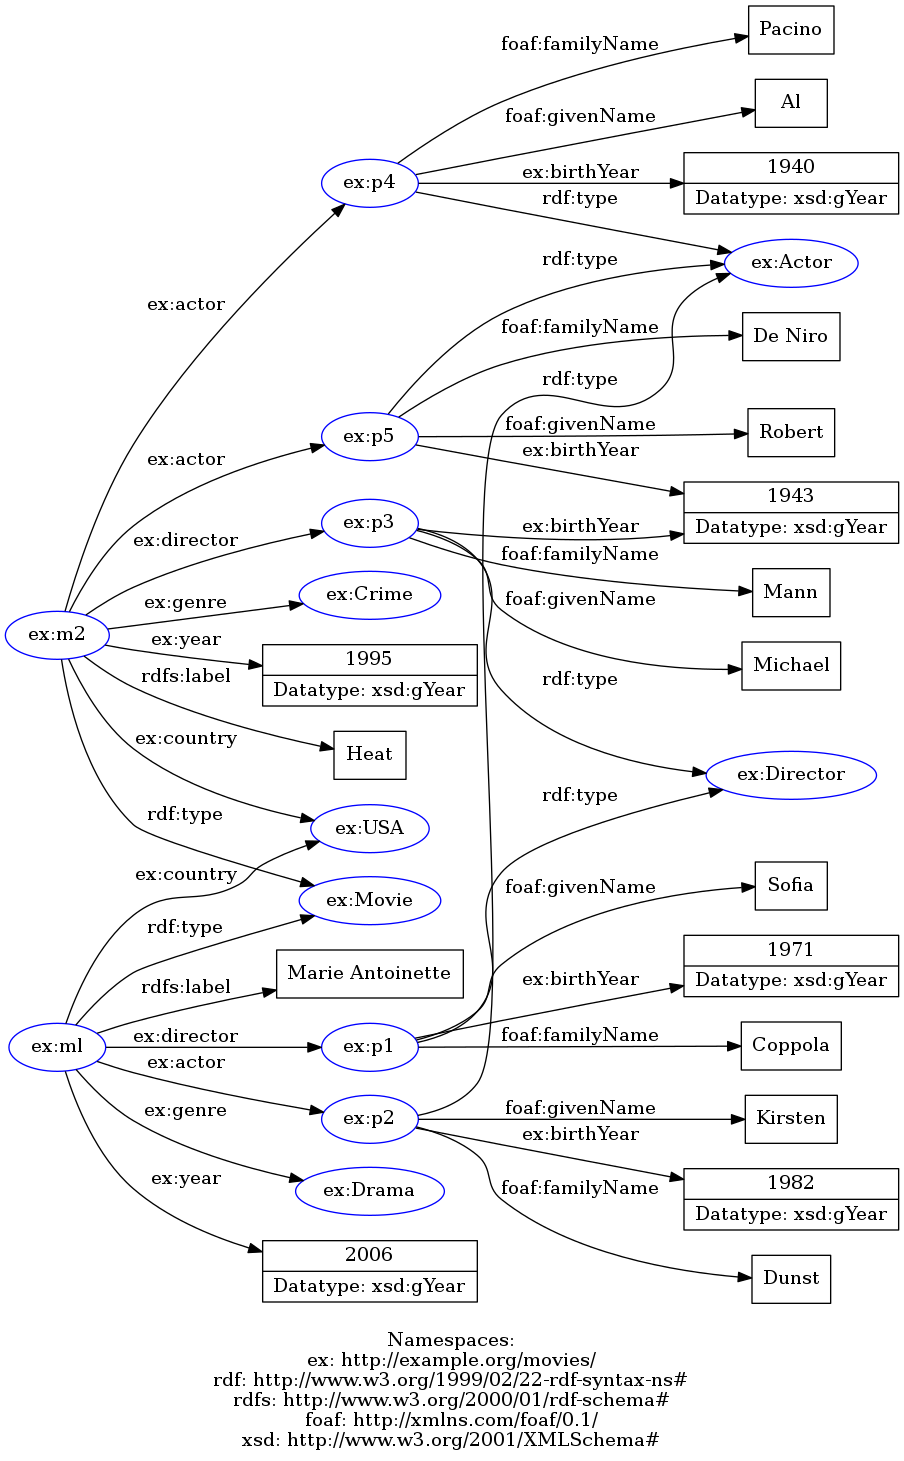 Pacino
foaf:familyName
Al
foaf:givenName
1940
Datatype: xsd:gYear
ex:birthYear
ex:p4
rdf:type
ex:Actor
rdf:type
ex:actor
foaf:familyName
De Niro
rdf:type
foaf:givenName
Robert
ex:p5
ex:birthYear
ex:actor
1943
Datatype: xsd:gYear
ex:p3
ex:birthYear
ex:director
foaf:familyName
Mann
ex:Crime
ex:genre
foaf:givenName
ex:m2
ex:year
1995
Datatype: xsd:gYear
Michael
rdfs:label
rdf:type
ex:country
Heat
ex:Director
rdf:type
rdf:type
ex:USA
ex:country
foaf:givenName
Sofia
ex:Movie
rdf:type
1971
Datatype: xsd:gYear
Marie Antoinette
rdfs:label
ex:birthYear
ex:director
foaf:familyName
Coppola
ex:ml
ex:p1
ex:actor
ex:genre
foaf:givenName
Kirsten
ex:p2
ex:birthYear
ex:year
1982
Datatype: xsd:gYear
ex:Drama
foaf:familyName
2006
Datatype: xsd:gYear
Dunst
Namespaces:
ex: http://example.org/movies/
rdf: http://www.w3.org/1999/02/22-rdf-syntax-ns#
rdfs: http://www.w3.org/2000/01/rdf-schema#
foaf: http://xmlns.com/foaf/0.1/
xsd: http://www.w3.org/2001/XMLSchema#